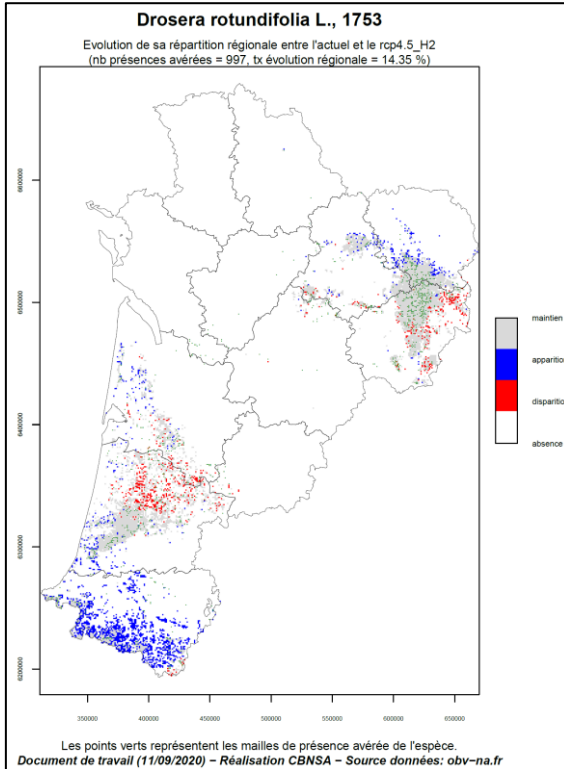 Drosera rotundifolia L., 1753
Evolution de sa répartition régionale entre l'actuel et le rcp4.5_H2
(nb présences avérées = 997, tx évolution régionale = 14.35 %)
6600000
6500000
6400000
6300000
6200000
maintien
apparition
disparition
absence
350000 400000 450000 500000 550000 600000 650000
Les points verts représentent les mailles de présence avérée de l'espèce.
Document de travail (11/09/2020) − Réalisation CBNSA − Source données: obv−na.fr